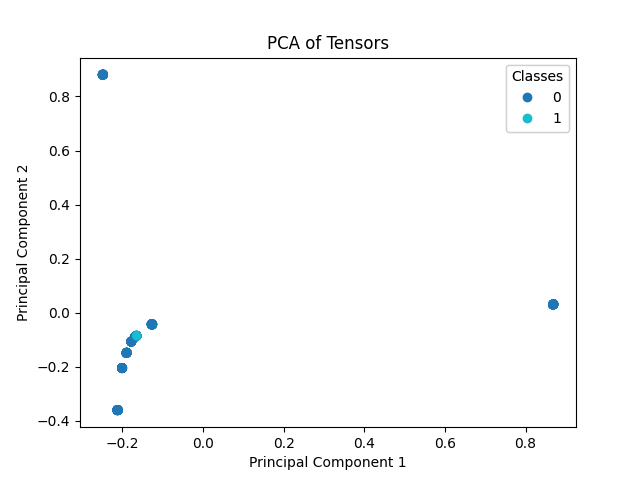 PCA of Tensors
Classes
0
1
Principal Component 2
0.8
0.6
0.4
0.2
0.0
−0.2
−0.4
−0.2 0.0 0.2 0.4 0.6 0.8
Principal Component 1